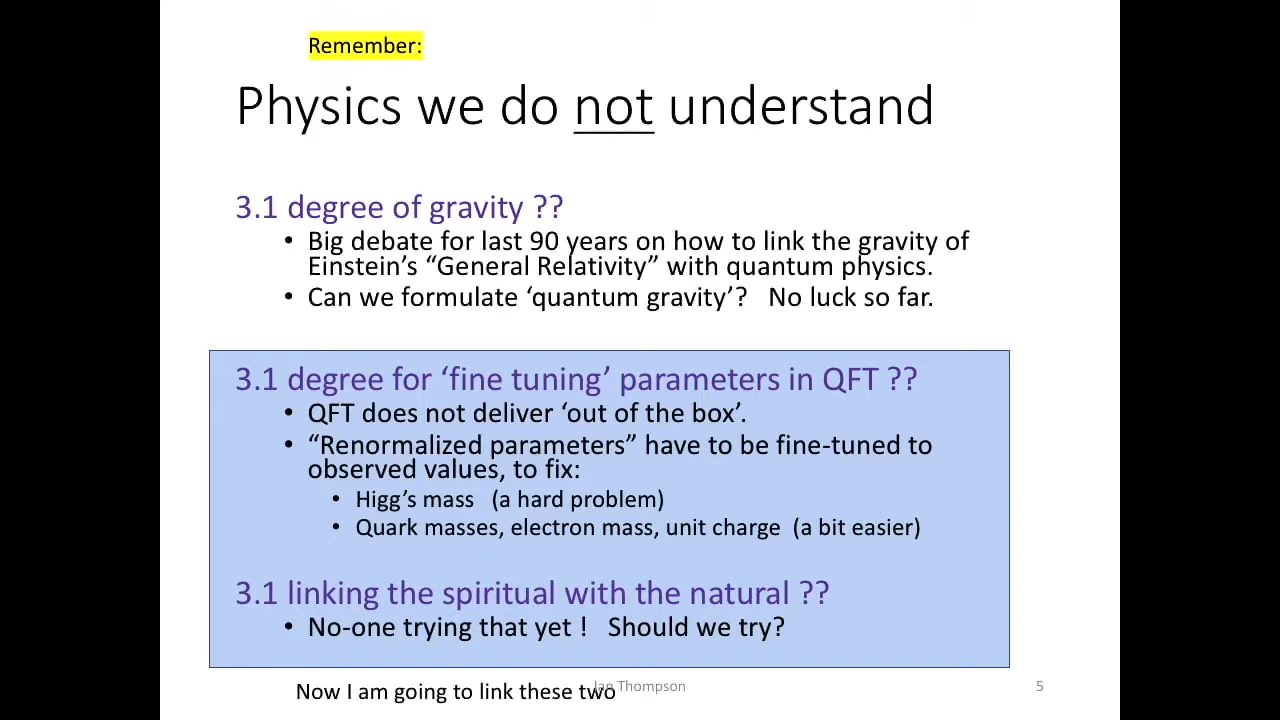 Remember:
Physics we do not understand
3.1 degree of gravity ??
• Big debate for last 90 years on how to link the gravity of
Einstein’s “General Relativity” with quantum physics.
• Can we formulate ‘quantum gravity’? No luck so far.
3.1 degree for ‘fine tuning’ parameters in QFT ??
• QFT does not deliver ‘out of the box’.
• “Renormalized parameters” have to be fine-tuned to
observed values, to fix:
• Higg’s mass (a hard problem)
• Quark masses, electron mass, unit charge (a bit easier)
3.1 linking the spiritual with the natural ??
• No-one trying that yet ! Should we try?
Now I am going to link these two
Ian Thompson
5